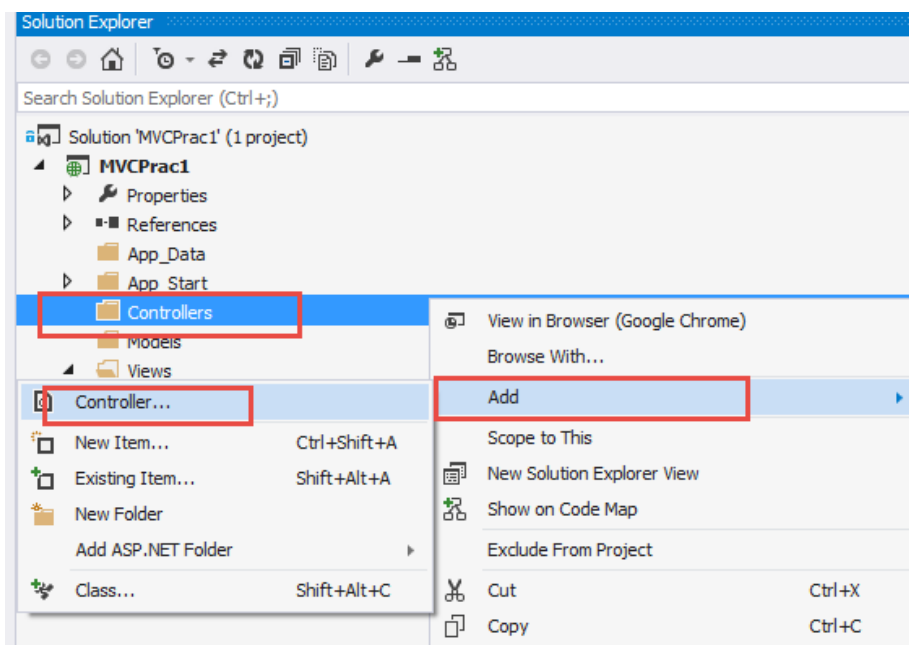 Solution Explorer
Search Solution Explorer (Ctrl+;)
Solution 'MVCPrac1' (1 project)
MVCPrac1
Properties
References
App_Data
App_Start
Controllers
Models
Views
Controller...
New Item... Ctrl+Shift+A
Existing Item... Shift+Alt+A
New Folder
Add ASP.NET Folder
Class... Shift+Alt+C
View in Browser (Google Chrome)
Browse With...
Add
Scope to This
New Solution Explorer View
Show on Code Map
Exclude From Project
Cut Ctrl+X
Copy Ctrl+C